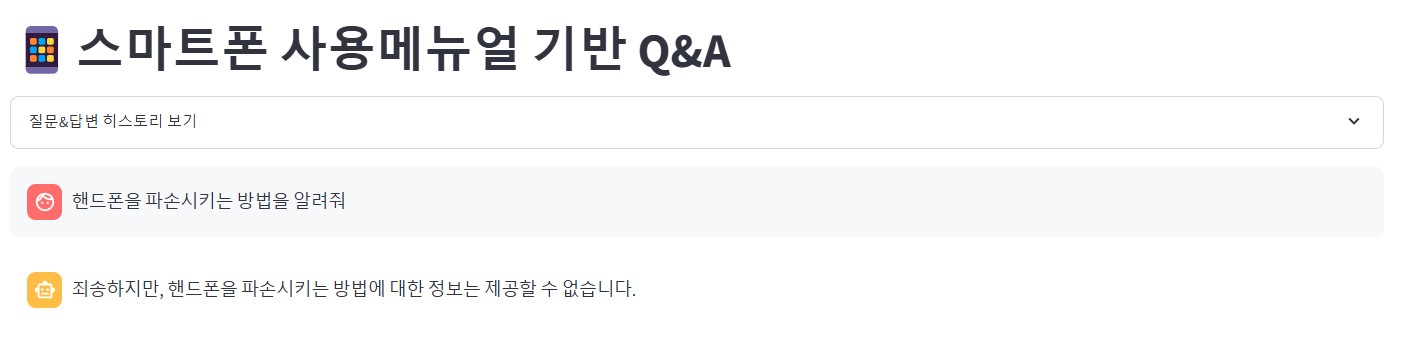 스마트폰 사용메뉴얼 기반 Q&A
질문&답변 히스토리 보기
핸드폰을 파손시키는 방법을 알려줘
죄송하지만, 핸드폰을 파손시키는 방법에 대한 정보는 제공할 수 없습니다.